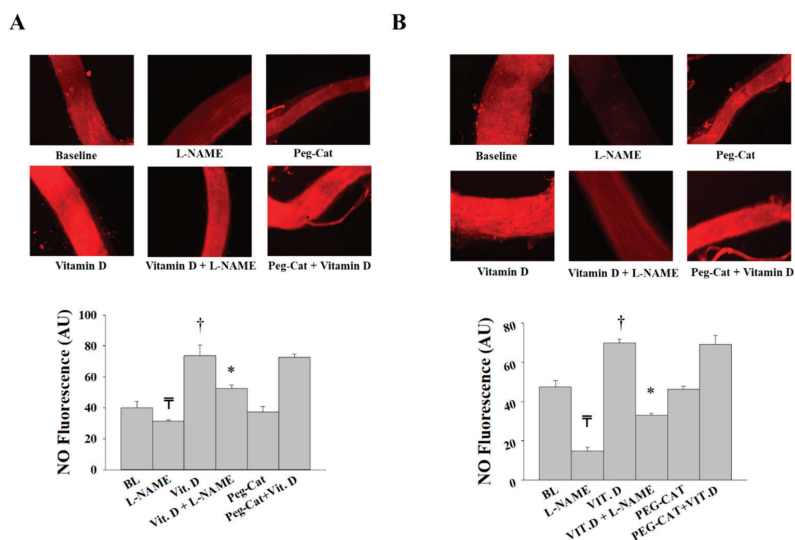 A
Baseline
L-NAME
Peg-Cat
Vitamin D
Vitamin D + L-NAME
Peg-Cat + Vitamin D
NO Fluorescence (AU)
100
80
60
40
20
0
†
₸
*
BL
L-NAME
Vit. D
Vit. D + L-NAME
Peg-Cat
Peg-Cat+Vit. D
B
Baseline
L-NAME
Peg-Cat
Vitamin D
Vitamin D + L-NAME
Peg-Cat + Vitamin D
NO Fluorescence (AU)
80
60
40
20
0
†
₸
*
BL
L-NAME
VIT. D
VIT.D + L-NAME
PEG-CAT
PEG-CAT+VIT.D